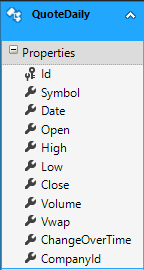 QuoteDaily
Properties
Id
Symbol
Date
Open
High
Low
Close
Volume
Vwap
ChangeOverTime
CompanyId